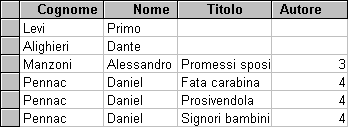 Cognome Nome Titolo Autore
Levi Primo
Alighieri Dante
Manzoni Alessandro Promessi sposi 3
Pennac Daniel Fata carabina 4
Pennac Daniel Prosivendola 4
Pennac Daniel Signori bambini 4